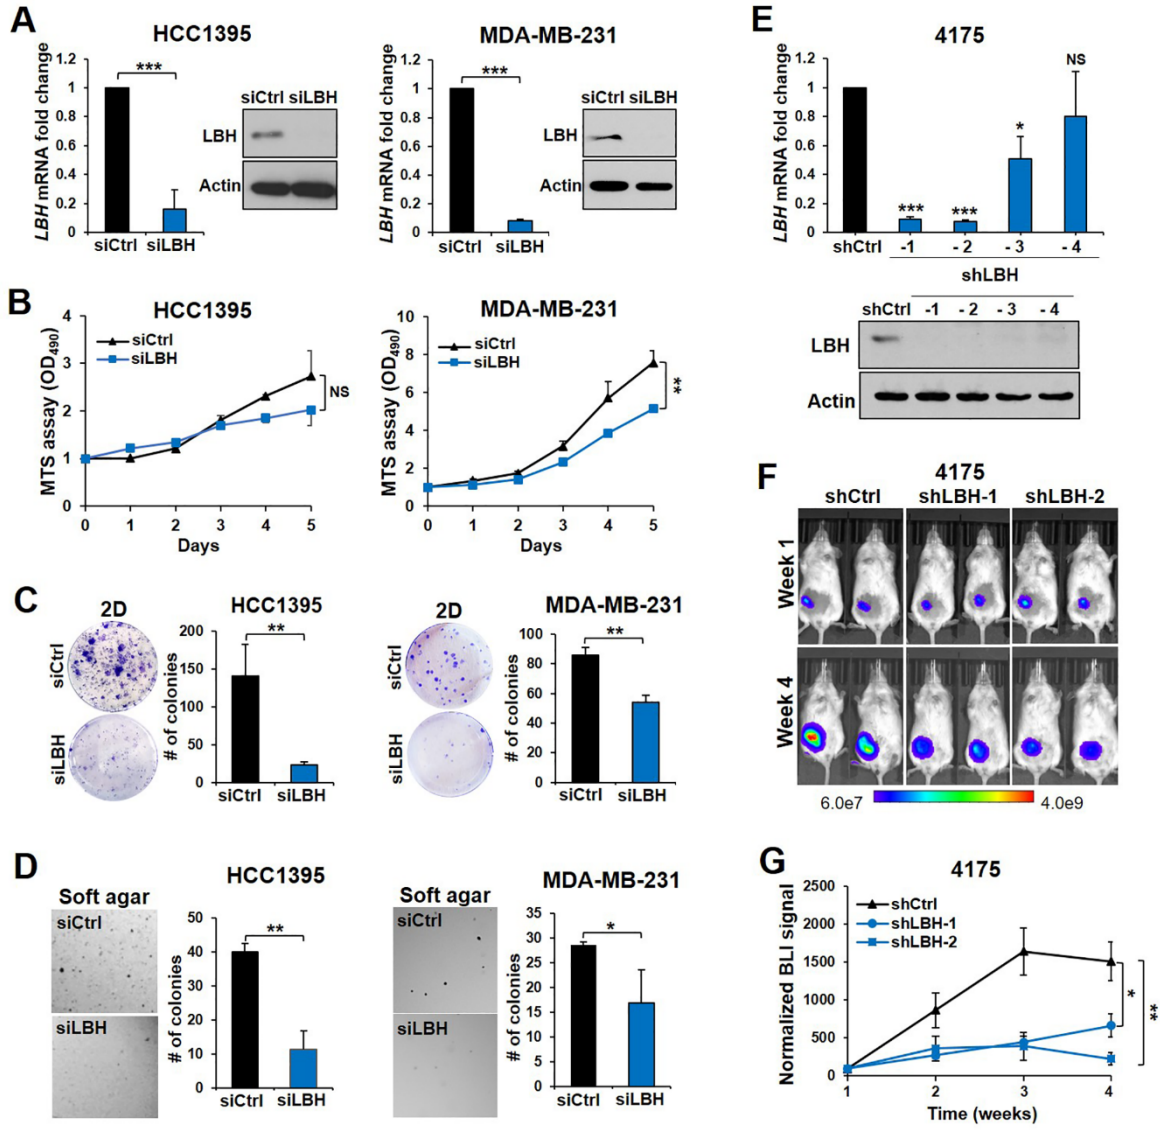 A
HCC1395
LBH mRNA fold change
1.2
1
0.8
0.6
0.4
0.2
0
***
siCtrl
siLBH
siCtrl siLBH
LBH
Actin
MDA-MB-231
LBH mRNA fold change
1.2
1
0.8
0.6
0.4
0.2
0
***
siCtrl
siLBH
siCtrl siLBH
LBH
Actin
B
HCC1395
MTS assay (OD490)
4
3
2
1
0
siCtrl
siLBH
NS
0 1 2 3 4 5
Days
MDA-MB-231
MTS assay (OD490)
10
8
6
4
2
0
siCtrl
siLBH
**
0 1 2 3 4 5
Days
C
2D
siCtrl
siLBH
HCC1395
# of colonies
200
150
100
50
0
**
siCtrl siLBH
2D
siCtrl
siLBH
MDA-MB-231
# of colonies
100
80
60
40
20
0
**
siCtrl siLBH
D
Soft agar
siCtrl
siLBH
HCC1395
# of colonies
50
40
30
20
10
0
**
siCtrl siLBH
Soft agar
siCtrl
siLBH
MDA-MB-231
# of colonies
35
30
25
20
15
10
5
0
*
siCtrl siLBH
E
4175
LBH mRNA fold change
1.2
1
0.8
0.6
0.4
0.2
0
***
***
*
NS
shCtrl -1 - 2 - 3 - 4
shLBH
shCtrl -1 - 2 - 3 - 4
LBH
Actin
F
4175
shCtrl shLBH-1 shLBH-2
Week 1
Week 4
6.0e7
4.0e9
G
4175
Normalized BLI signal
2500
2000
1500
1000
500
0
shCtrl
shLBH-1
shLBH-2
*
**
1 2 3 4
Time (weeks)